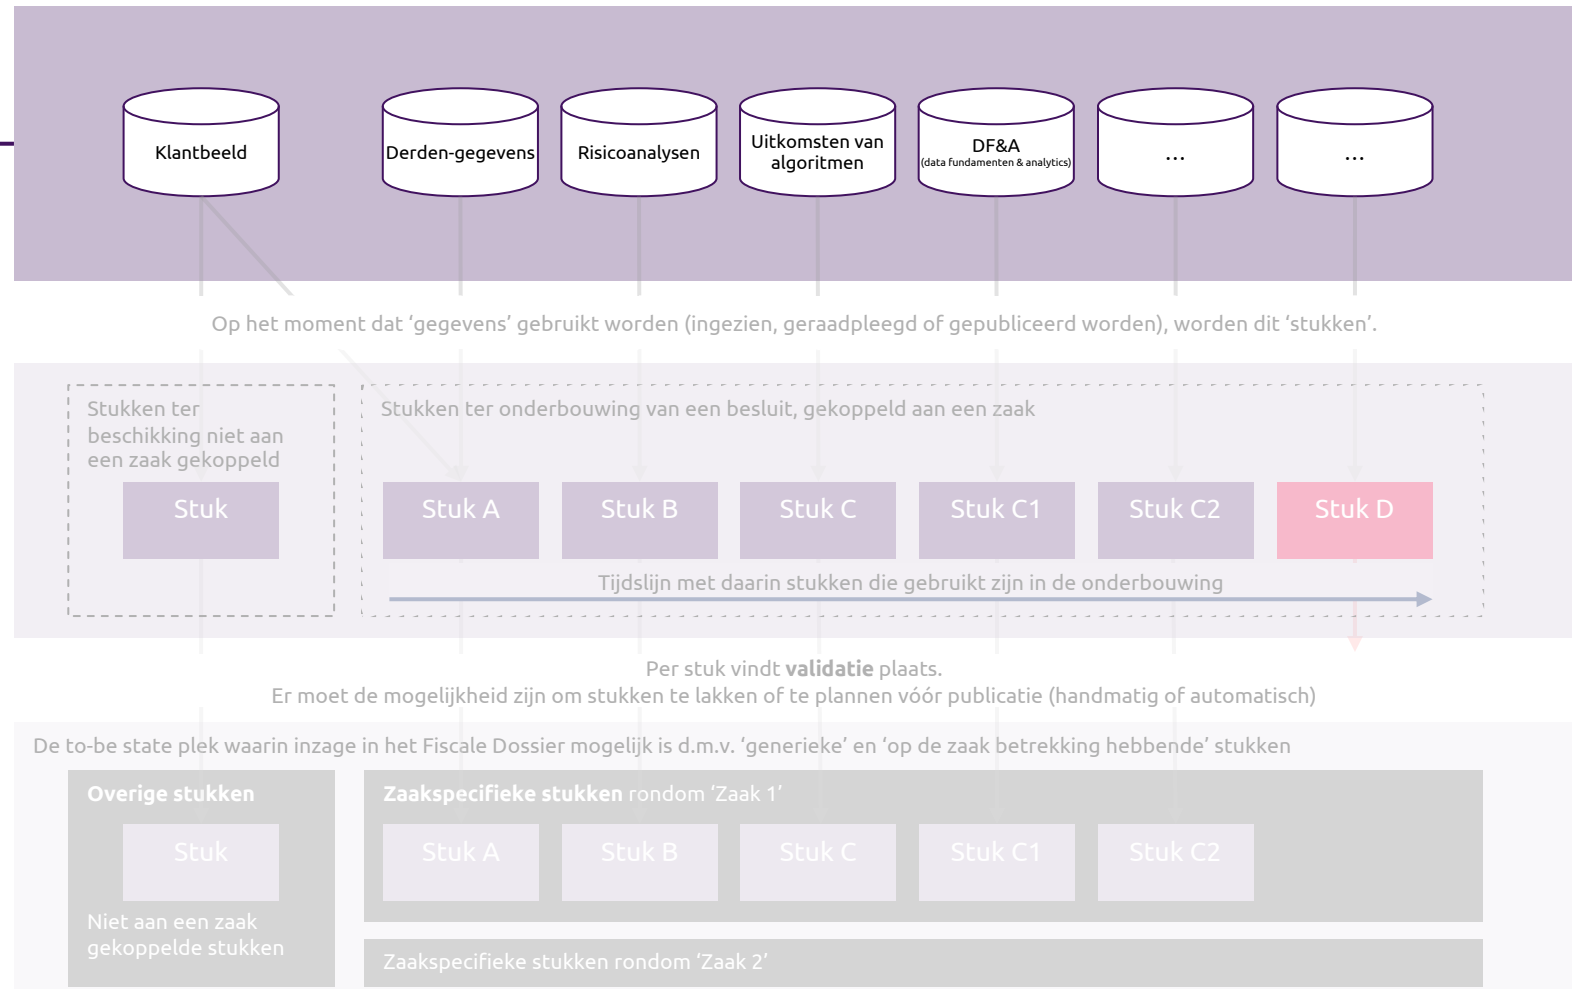 Klantbeeld
Derden-gegevens
Risicoanalysen
Uitkomsten van
algoritmen
DF&A
(data fundamenten & analytics)
...
...
Op het moment dat ‘gegevens’ gebruikt worden (ingezien, geraadpleegd of gepubliceerd worden), worden dit ‘stukken’.
Stukken ter
beschikking niet aan
een zaak gekoppeld
Stukken ter onderbouwing van een besluit, gekoppeld aan een zaak
Stuk
Stuk A
Stuk B
Stuk C
Stuk C1
Stuk C2
Stuk D
Tijdslijn met daarin stukken die gebruikt zijn in de onderbouwing
Per stuk vindt validatie plaats.
Er moet de mogelijkheid zijn om stukken te lakken of te plannen vóór publicatie (handmatig of automatisch)
De to-be state plek waarin inzage in het Fiscale Dossier mogelijk is d.m.v. ‘generieke’ en ‘op de zaak betrekking hebbende’ stukken
Overige stukken
Stuk
Niet aan een zaak
gekoppelde stukken
Zaakspecifieke stukken rondom ‘Zaak 1’
Stuk A
Stuk B
Stuk C
Stuk C1
Stuk C2
Zaakspecifieke stukken rondom ‘Zaak 2’